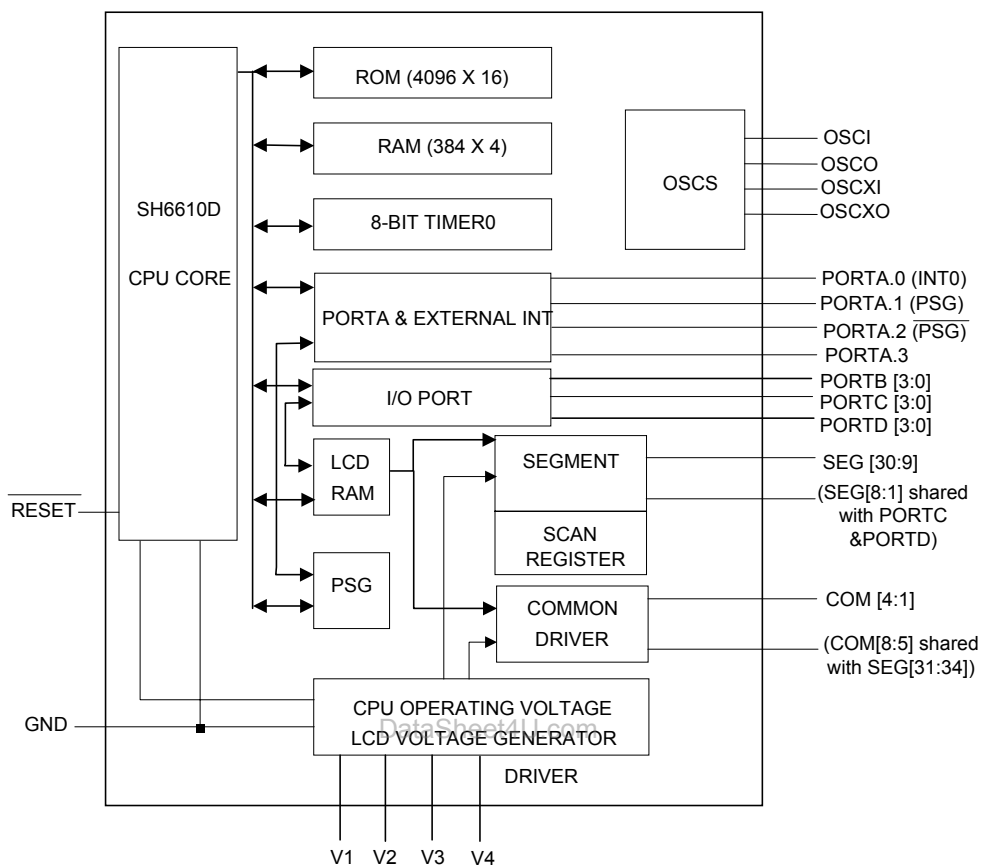 ROM (4096 X 16)
RAM (384 X 4)
8-BIT TIMER0
SH6610D
CPU CORE
OSCS
OSCI
OSCO
OSCXI
OSCXO
PORTA & EXTERNAL INT
PORTA.0 (INT0)
PORTA.1 (PSG)
PORTA.2 (PSG)
PORTA.3
I/O PORT
PORTB [3:0]
PORTC [3:0]
PORTD [3:0]
LCD
RAM
SEGMENT
SCAN
REGISTER
SEG [30:9]
(SEG[8:1] shared
with PORTC
&PORTD)
RESET
PSG
COMMON
DRIVER
COM [4:1]
(COM[8:5] shared
with SEG[31:34])
GND
CPU OPERATING VOLTAGE
DataSheet4U.com
LCD VOLTAGE GENERATOR
DRIVER
V1 V2 V3 V4